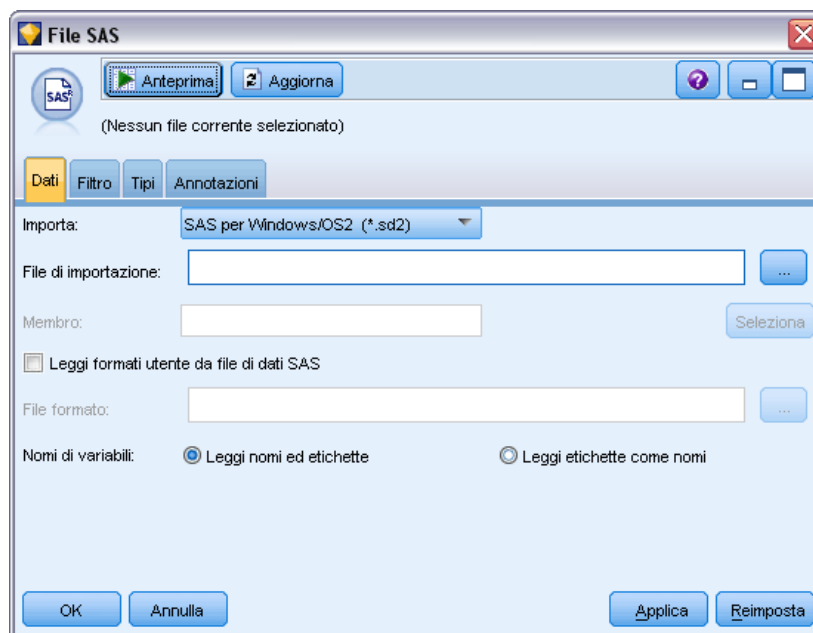 File SAS
SAS
Anteprima Aggiorna
(Nessun file corrente selezionato)
Dati Filtro Tipi Annotazioni
Importa: SAS per Windows/OS2 (*.sd2)
File di importazione: ...
Membro: Seleziona
Leggi formati utente da file di dati SAS
File formato: ...
Nomi di variabili: Leggi nomi ed etichette Leggi etichette come nomi
OK Annulla Applica Reimposta